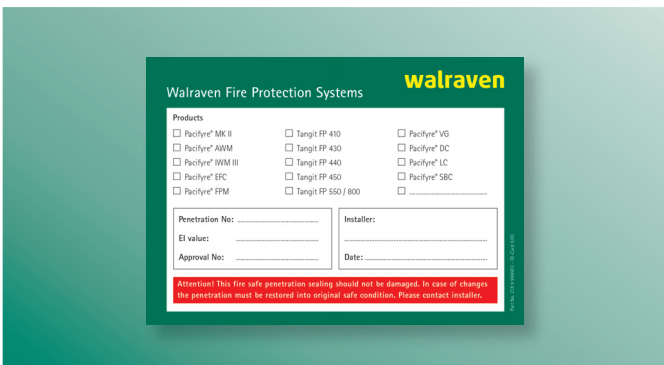 walraven
Walraven Fire Protection Systems
Products
Pacifyre® MK II
Pacifyre® AWM
Pacifyre® IWM III
Pacifyre® EFC
Pacifyre® FPM
Tangit FP 410
Tangit FP 430
Tangit FP 440
Tangit FP 450
Tangit FP 550 / 800
Pacifyre® VG
Pacifyre® DC
Pacifyre® LC
Pacifyre® SBC
Penetration No:
EI value:
Approval No:
Installer:
Date:
Attention! This fire safe penetration sealing should not be damaged. In case of changes
the penetration must be restored into original safe condition. Please contact installer.
Part No.